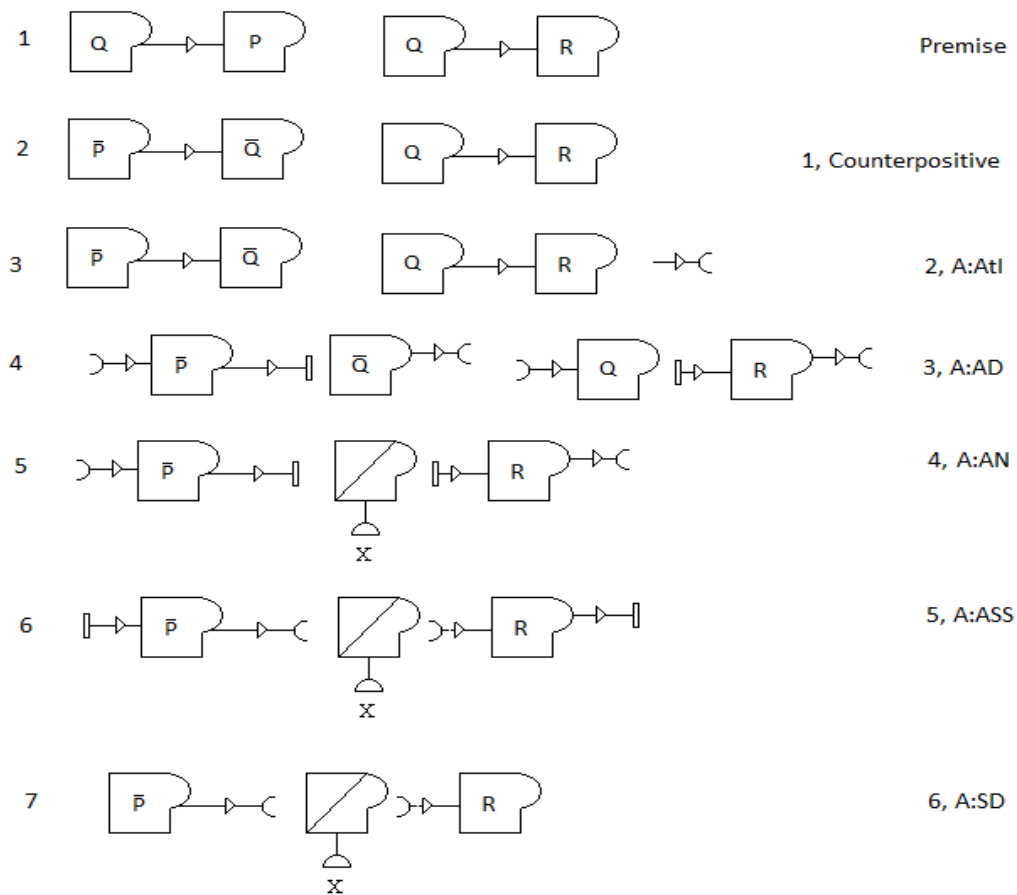 1 Q P Q R Premise
2 P̅ Q̅ Q R 1, Counterpositive
3 P̅ Q̅ Q R 2, A:AtI
4 P̅ Q̅ Q R 3, A:AD
5 P̅ R 4, A:AN
X
6 P̅ R 5, A:ASS
X
7 P̅ R 6, A:SD
X